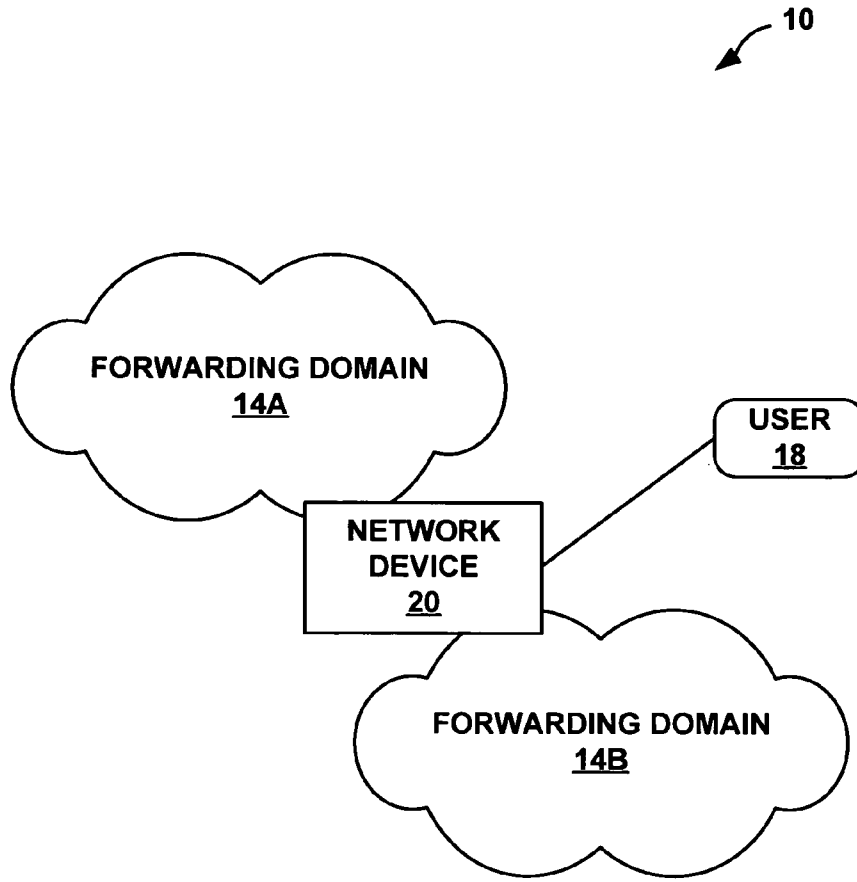 10
FORWARDING DOMAIN
14A
USER
18
NETWORK
DEVICE
20
FORWARDING DOMAIN
14B